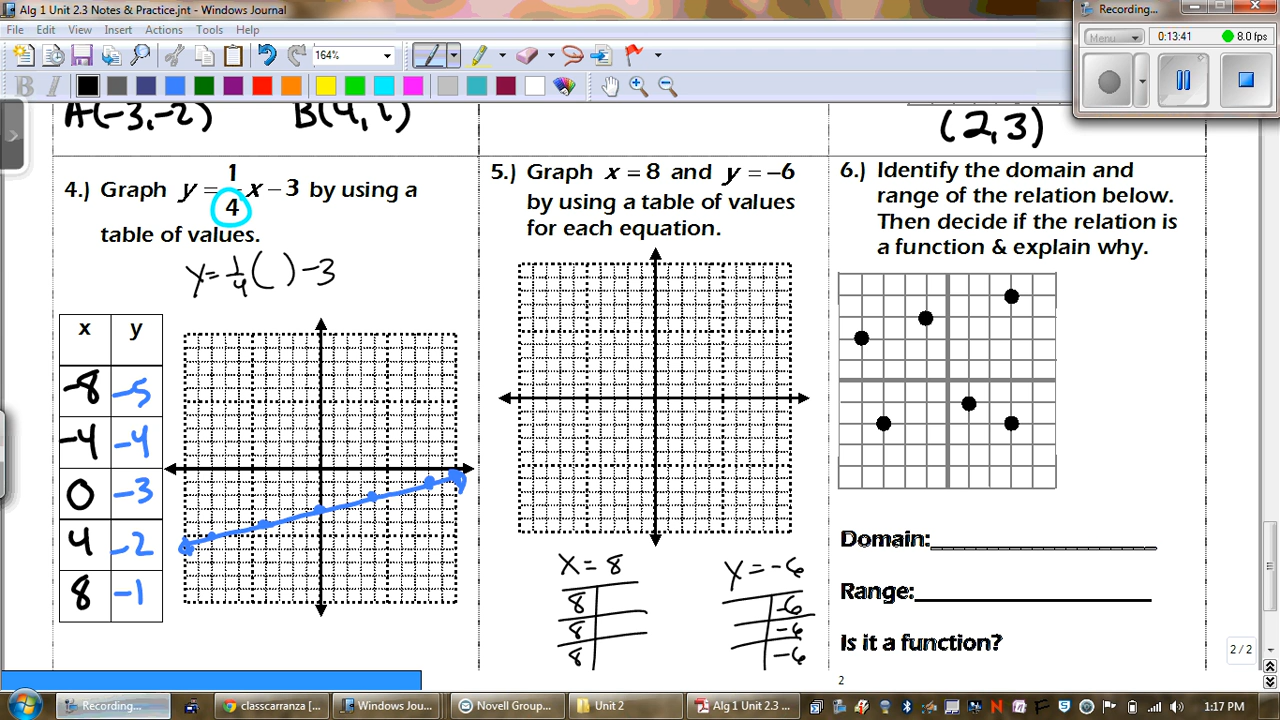 Alg 1 Unit 2.3 Notes & Practice.jnt - Windows Journal
Recording...
File Edit View Insert Actions Tools Help
Menu
0:13:41
8.0 fps
164%
A(-3,-2) B(4,1)
(2,3)
4.) Graph y = 1/4 x – 3 by using a
table of values.
y = 1/4 ( ) - 3
x y
-8 -5
-4 -4
0 -3
4 -2
8 -1
5.) Graph x = 8 and y = –6
by using a table of values
for each equation.
X = 8
8
8
8
Y = -6
-6
-6
-6
6.) Identify the domain and
range of the relation below.
Then decide if the relation is
a function & explain why.
Domain:
Range:
Is it a function?
2
2 / 2
Recording...
classcarranza [...
Windows Jou...
Novell Group...
Unit 2
Alg 1 Unit 2.3 ...
1:17 PM